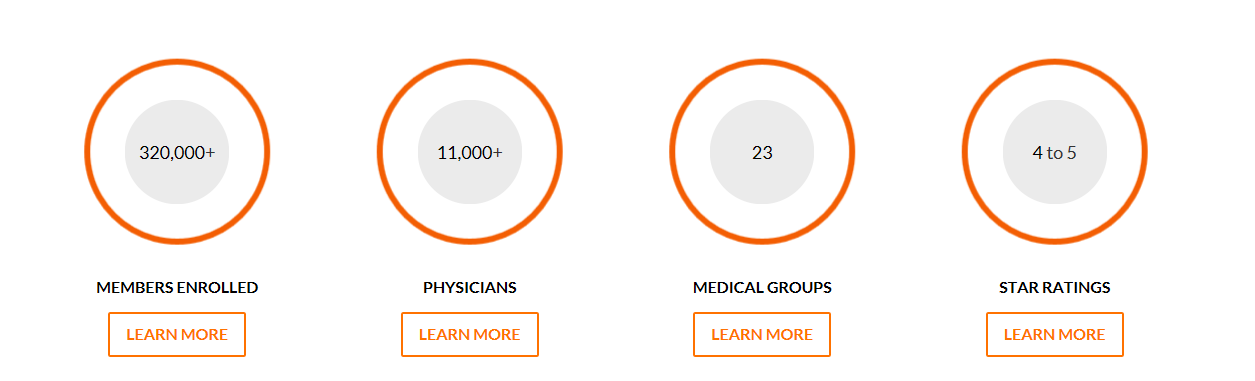 320,000+
11,000+
23
4 to 5
MEMBERS ENROLLED
PHYSICIANS
MEDICAL GROUPS
STAR RATINGS
LEARN MORE
LEARN MORE
LEARN MORE
LEARN MORE